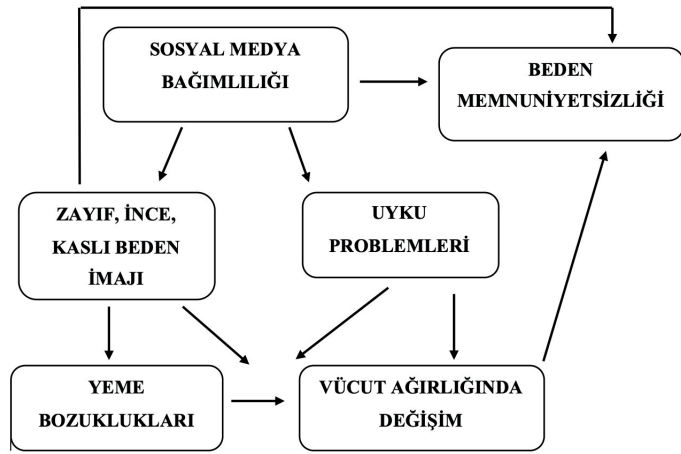 SOSYAL MEDYA
BAĞIMLILIĞI
BEDEN
MEMNUNİYETSİZLİĞİ
ZAYIF, İNCE,
KASLI BEDEN
İMAJI
UYKU
PROBLEMLERİ
YEME
BOZUKLUKLARI
VÜCUT AĞIRLIĞINDA
DEĞİŞİM